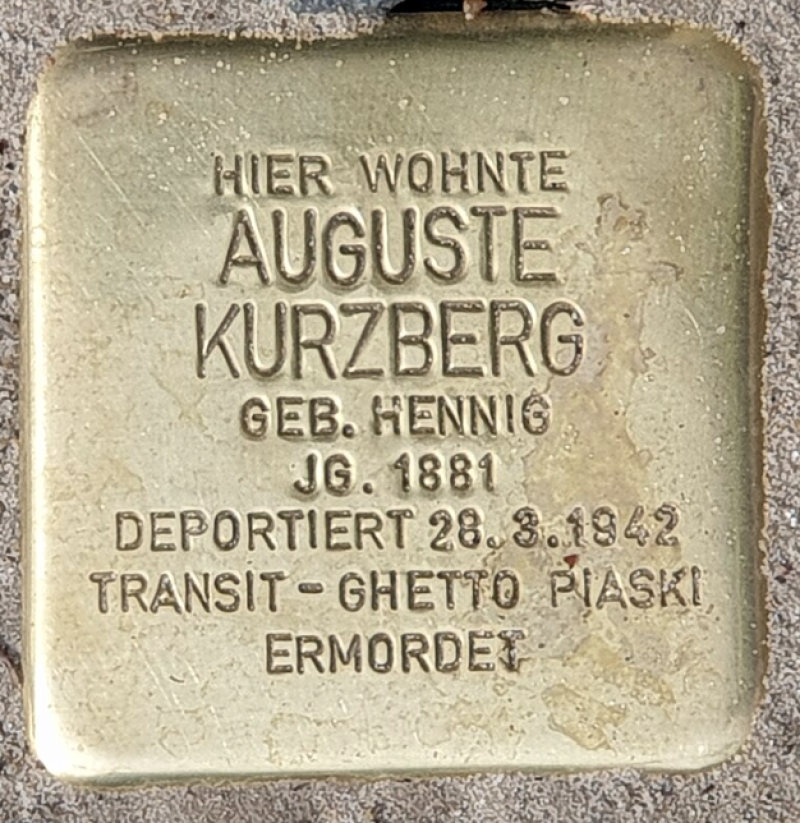 HIER WOHNTE
AUGUSTE
KURZBERG
GEB. HENNIG
JG. 1881
DEPORTIERT 28.3.1942
TRANSIT-GHETTO PIASKI
ERMORDET